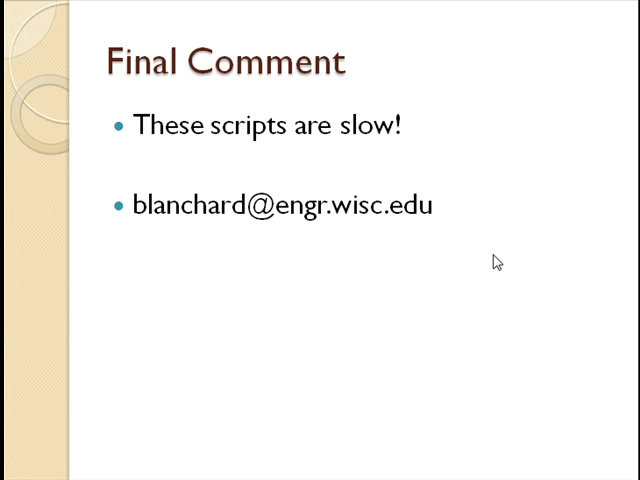 Final Comment
These scripts are slow!
blanchard@engr.wisc.edu